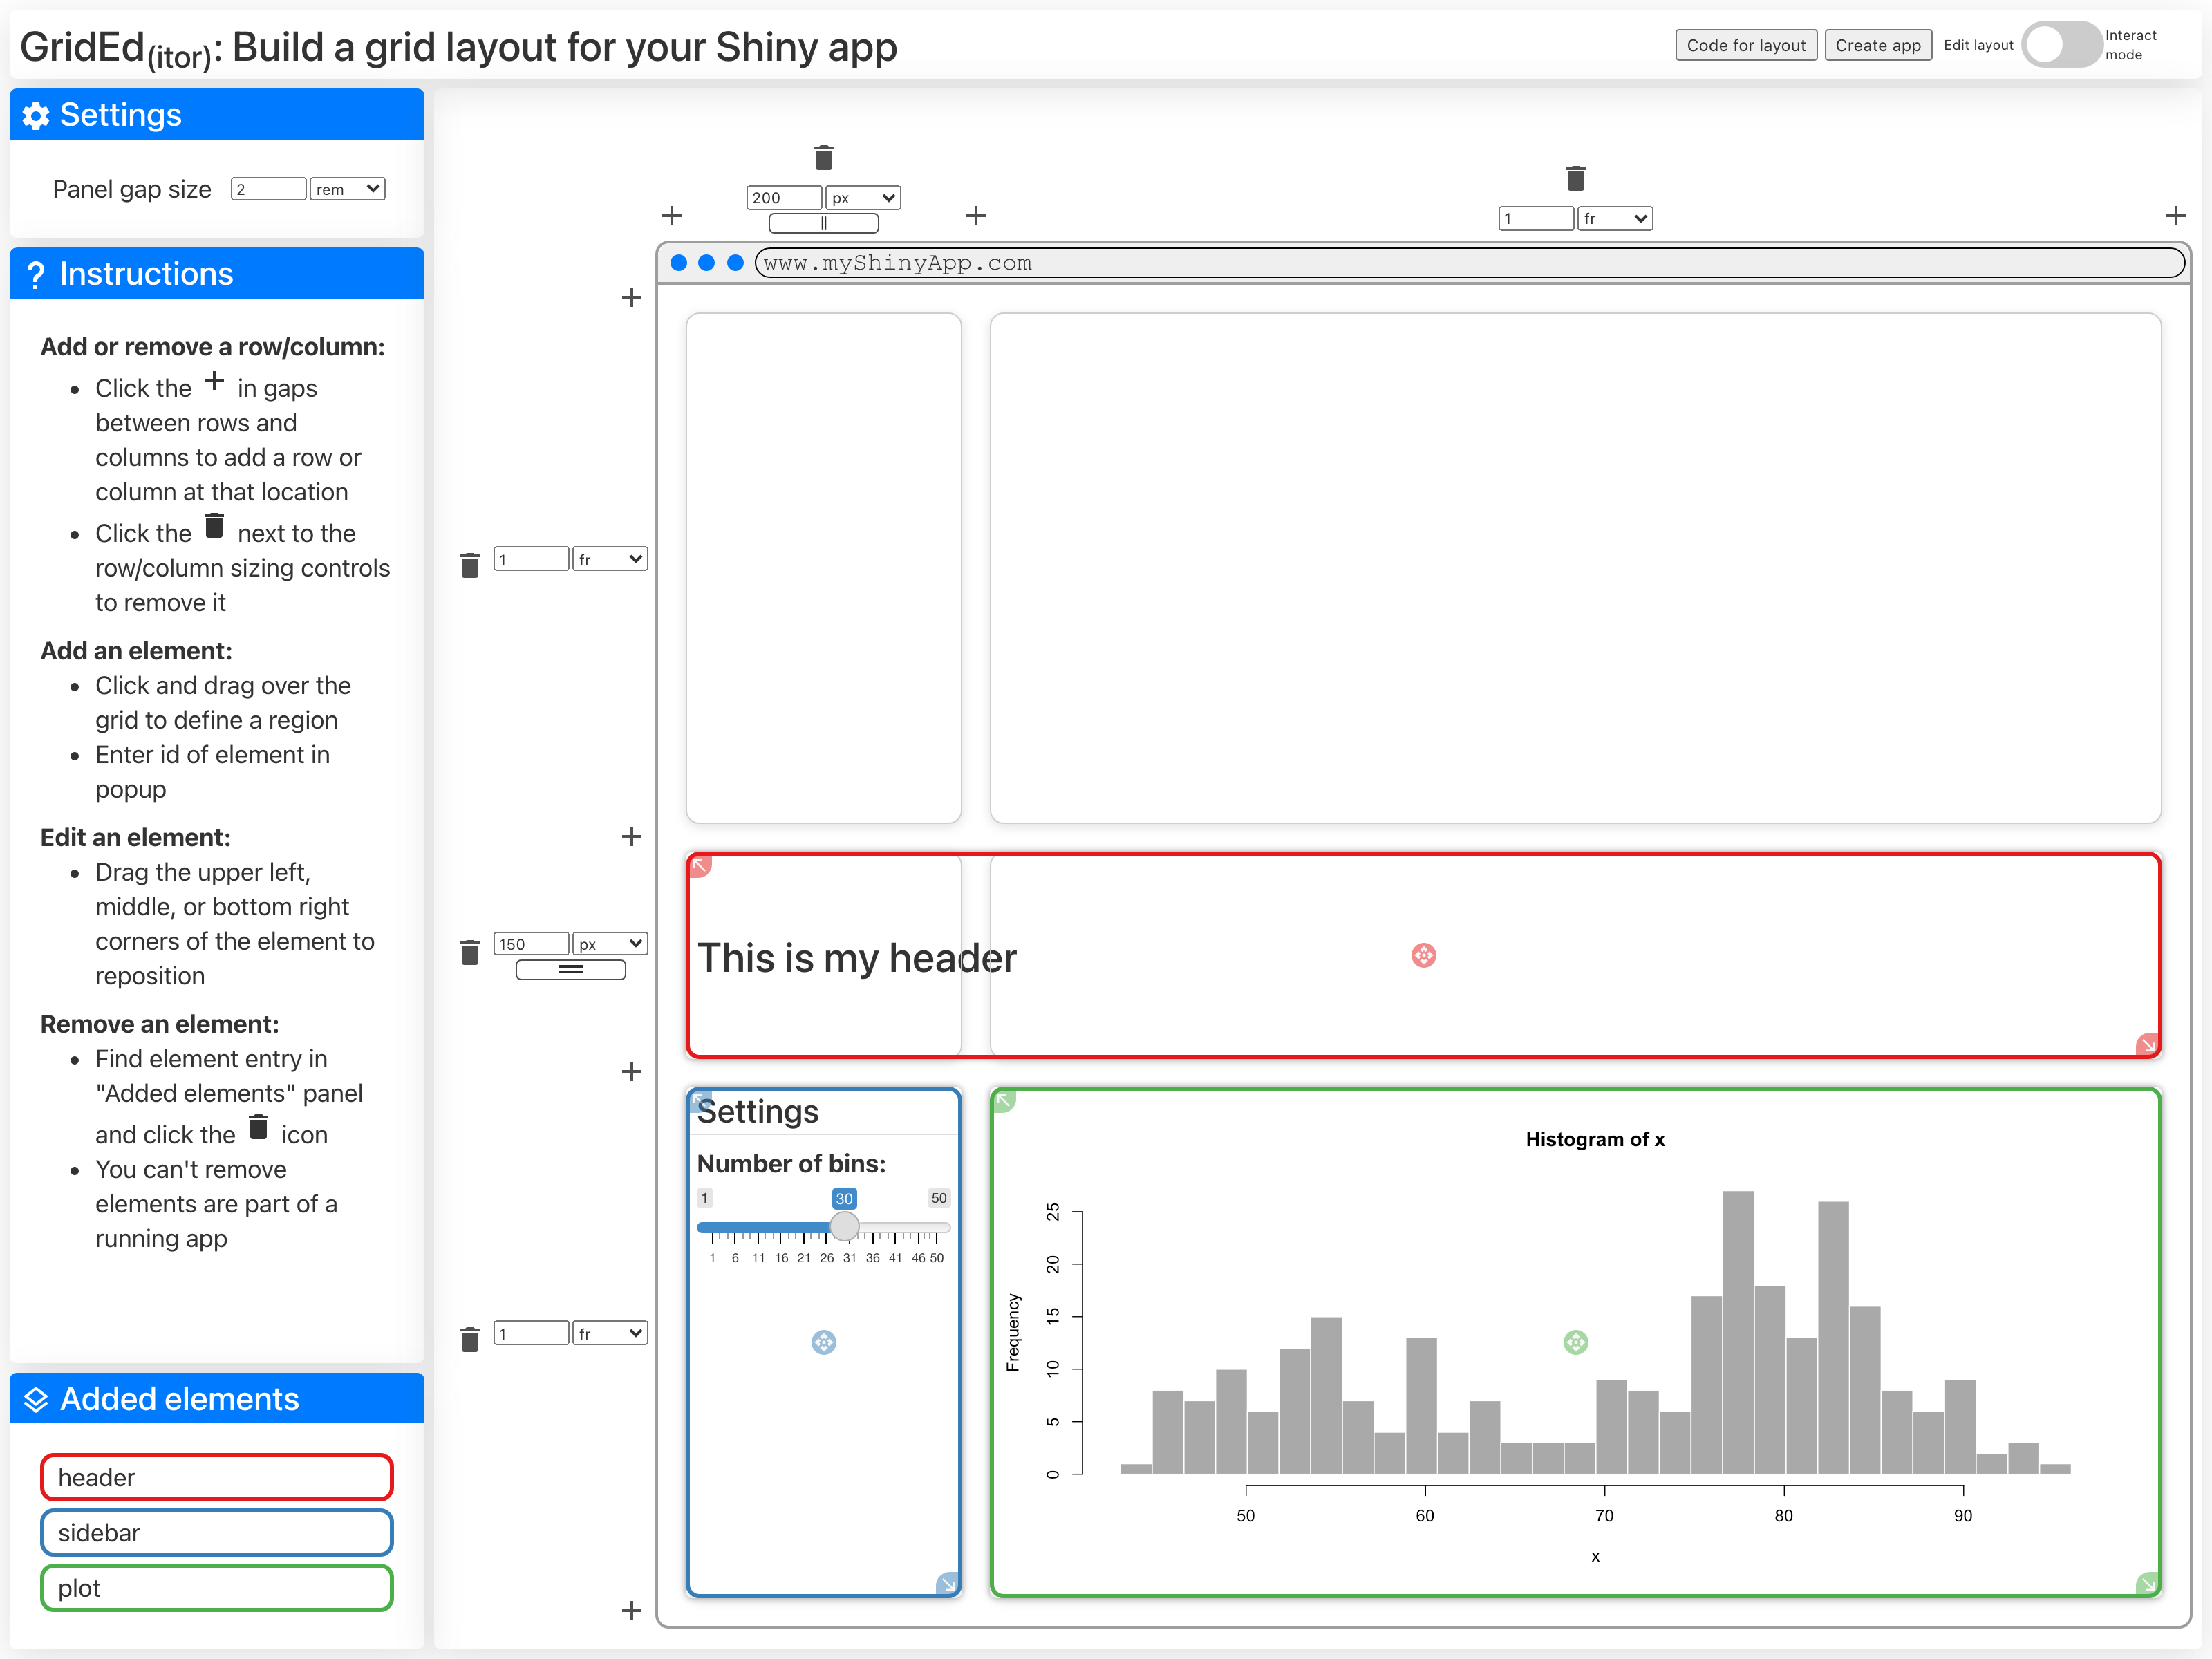 GridEd(itor): Build a grid layout for your Shiny app
Code for layout
Create app
Edit layout
Interact
mode
Settings
Panel gap size
2
rem
? Instructions
Add or remove a row/column:
• Click the + in gaps
between rows and
columns to add a row or
column at that location
• Click the next to the
row/column sizing controls
to remove it
Add an element:
• Click and drag over the
grid to define a region
• Enter id of element in
popup
Edit an element:
• Drag the upper left,
middle, or bottom right
corners of the element to
reposition
Remove an element:
• Find element entry in
"Added elements" panel
and click the icon
• You can't remove
elements are part of a
running app
Added elements
header
sidebar
plot
200
px
1
fr
www.myShinyApp.com
1
fr
150
px
1
fr
This is my header
Settings
Number of bins:
1 30 50
1 6 11 16 21 26 31 36 41 46 50
Histogram of x
Frequency
25
20
15
10
5
0
50 60 70 80 90
x